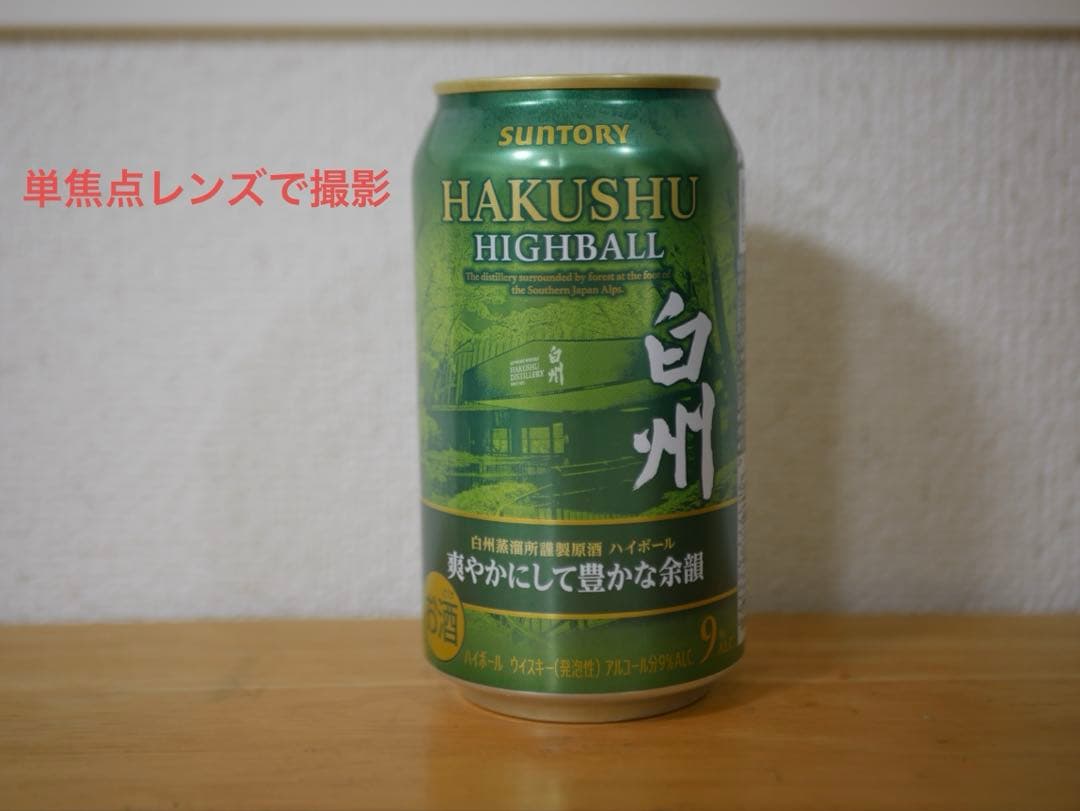 単焦点レンズで撮影
SUNTORY
HAKUSHU
HIGHBALL
The distillery surrounded by forest at the foot of
the Southern Japan Alps.
白州
白州
HAKUSHU
DISTILLERY
白州蒸溜所謹製原酒 ハイボール
爽やかにして豊かな余韻
お酒
ハイボール ウイスキー(発泡性) アルコール分9%ALC
9%